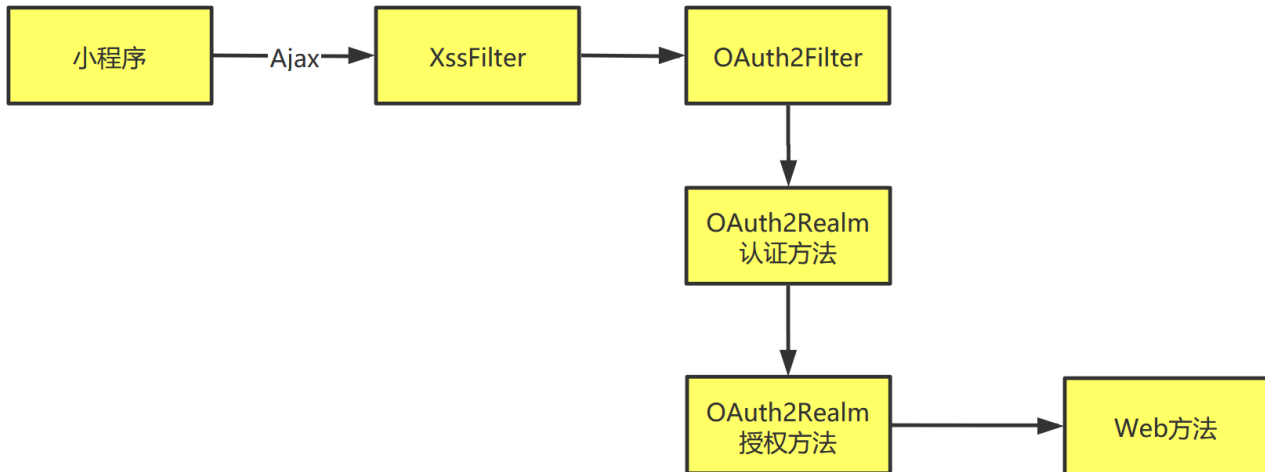 小程序
Ajax
XssFilter
OAuth2Filter
OAuth2Realm
认证方法
OAuth2Realm
授权方法
Web方法